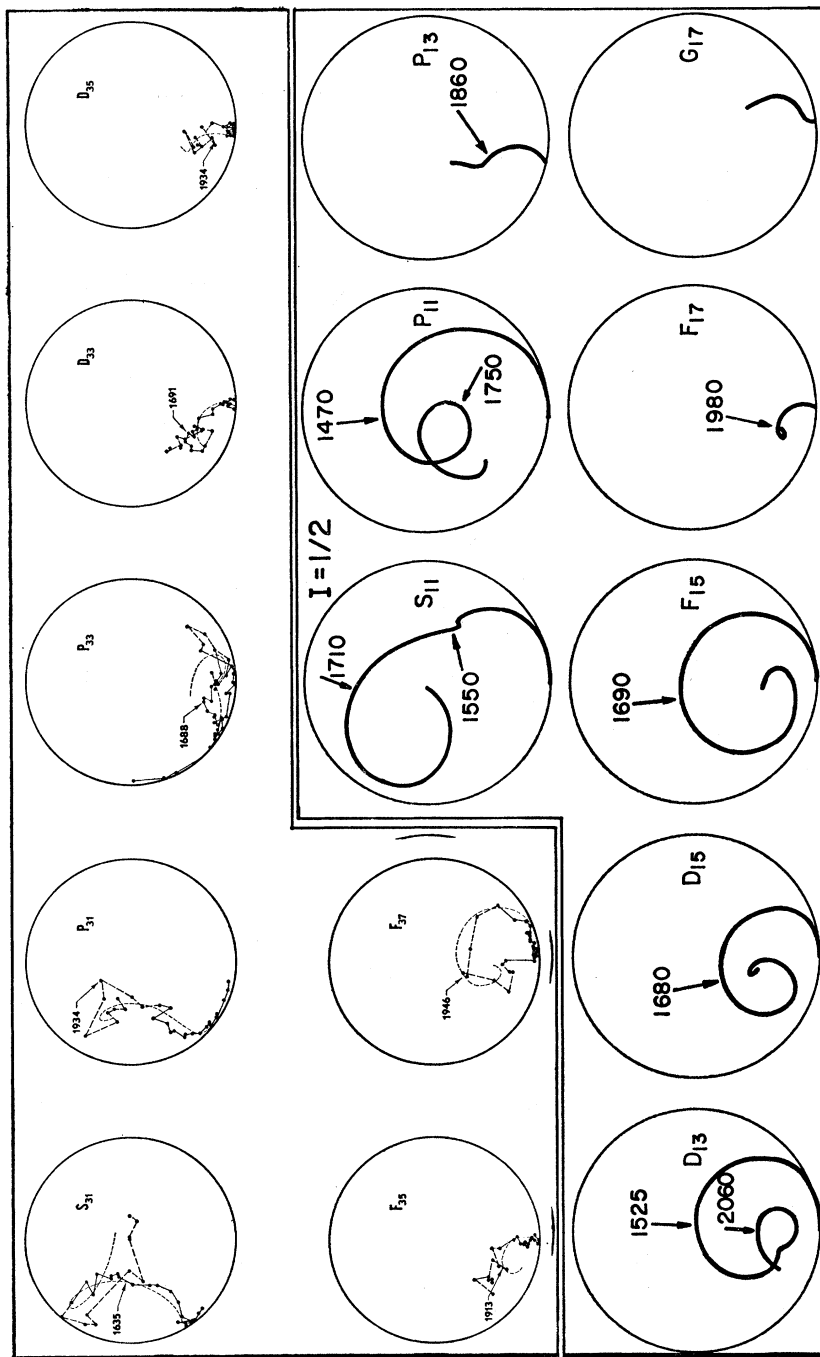 S₃₁
1635
P₃₁
1934
P₃₃
1688
D₃₃
1691
D₃₅
1934
F₃₅
1913
F₃₇
1946
I = 1/2
S₁₁
1710
1550
P₁₁
1470
1750
P₁₃
1860
D₁₃
1525
2060
D₁₅
1680
F₁₅
1690
F₁₇
1980
G₁₇